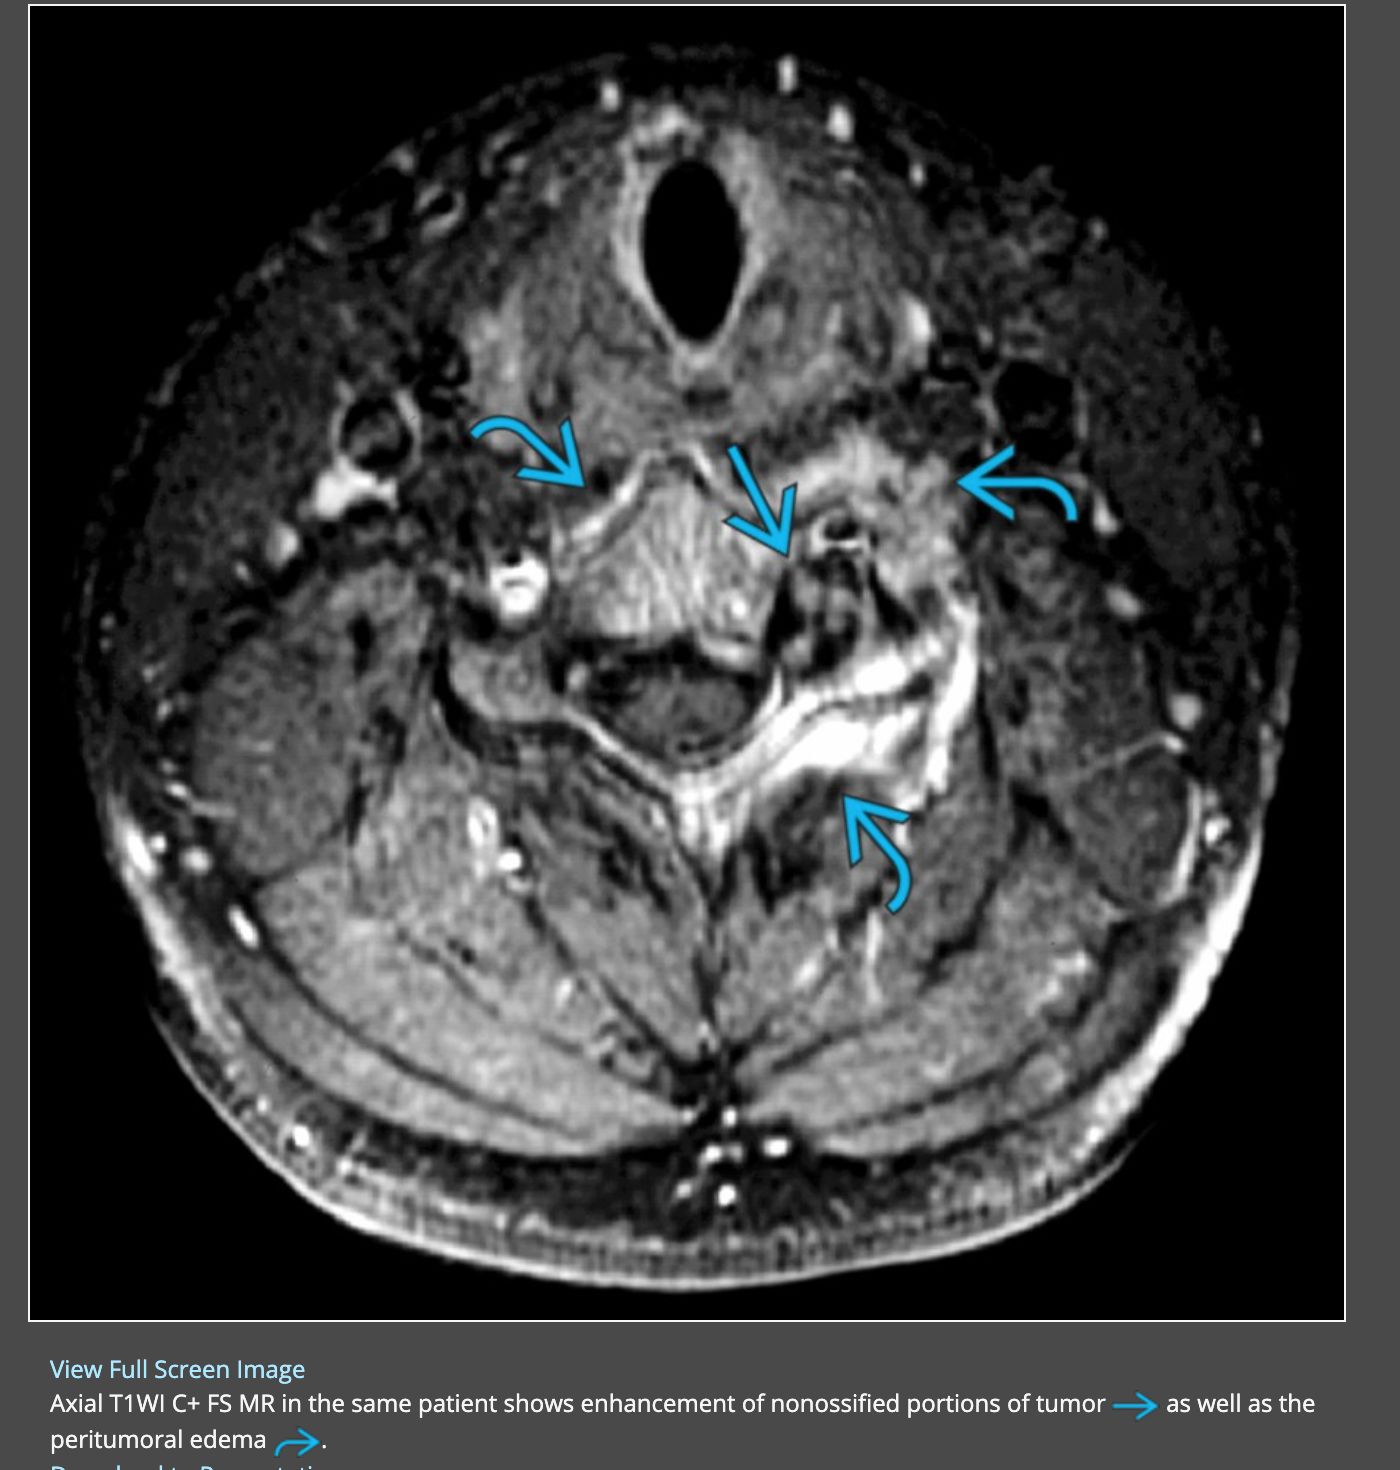 View Full Screen Image
Axial T1WI C+ FS MR in the same patient shows enhancement of nonossified portions of tumor as well as the
peritumoral edema .